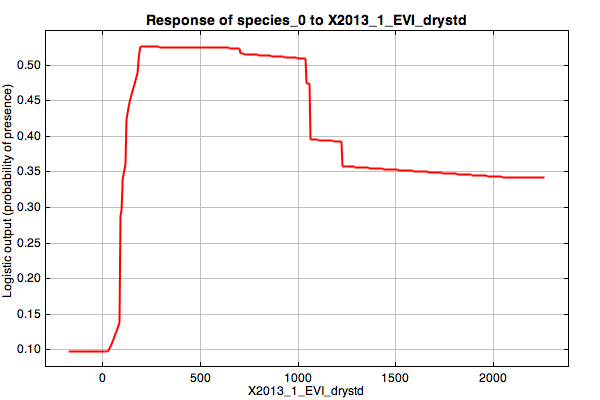 Response of species_0 to X2013_1_EVI_drystd
Logistic output (probability of presence)
0.50
0.45
0.40
0.35
0.30
0.25
0.20
0.15
0.10
0 500 1000 1500 2000
X2013_1_EVI_drystd